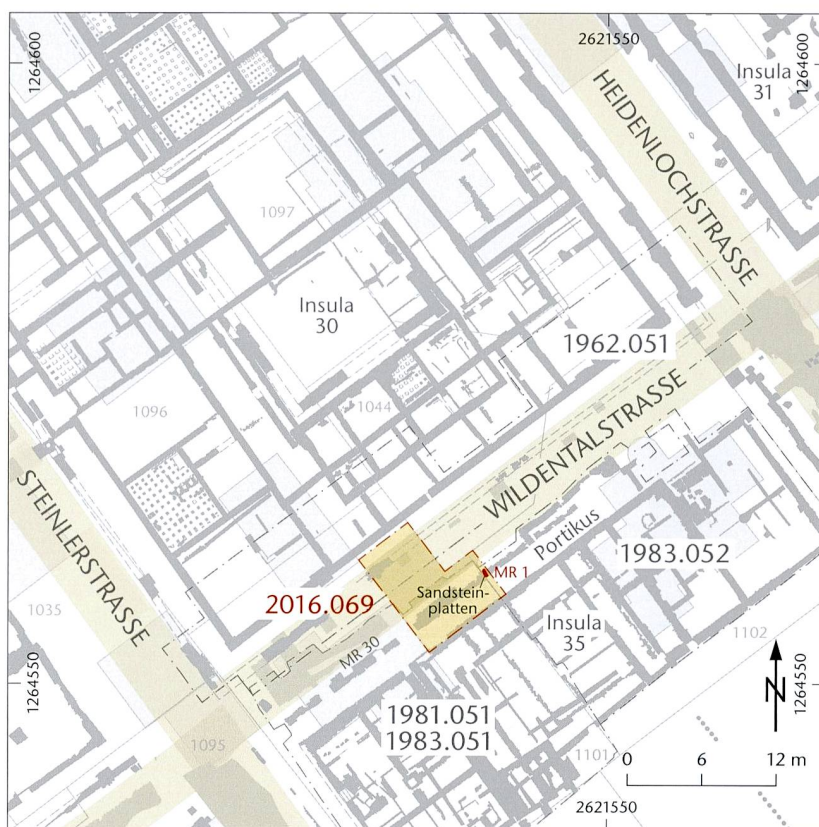 2621550
1264600
1264600
Insula
31
HEIDENLOCHSTRASSE
1097
Insula
30
1962.051
1096
1044
WILDENTALSTRASSE
STEINLERSTRASSE
Portikus
1983.052
MR 1
Sandstein-
platten
2016.069
1035
Insula
35
MR 30
1102
1264550
1264550
N
1981.051
1983.051
1095
1101
0 6 12 m
2621550